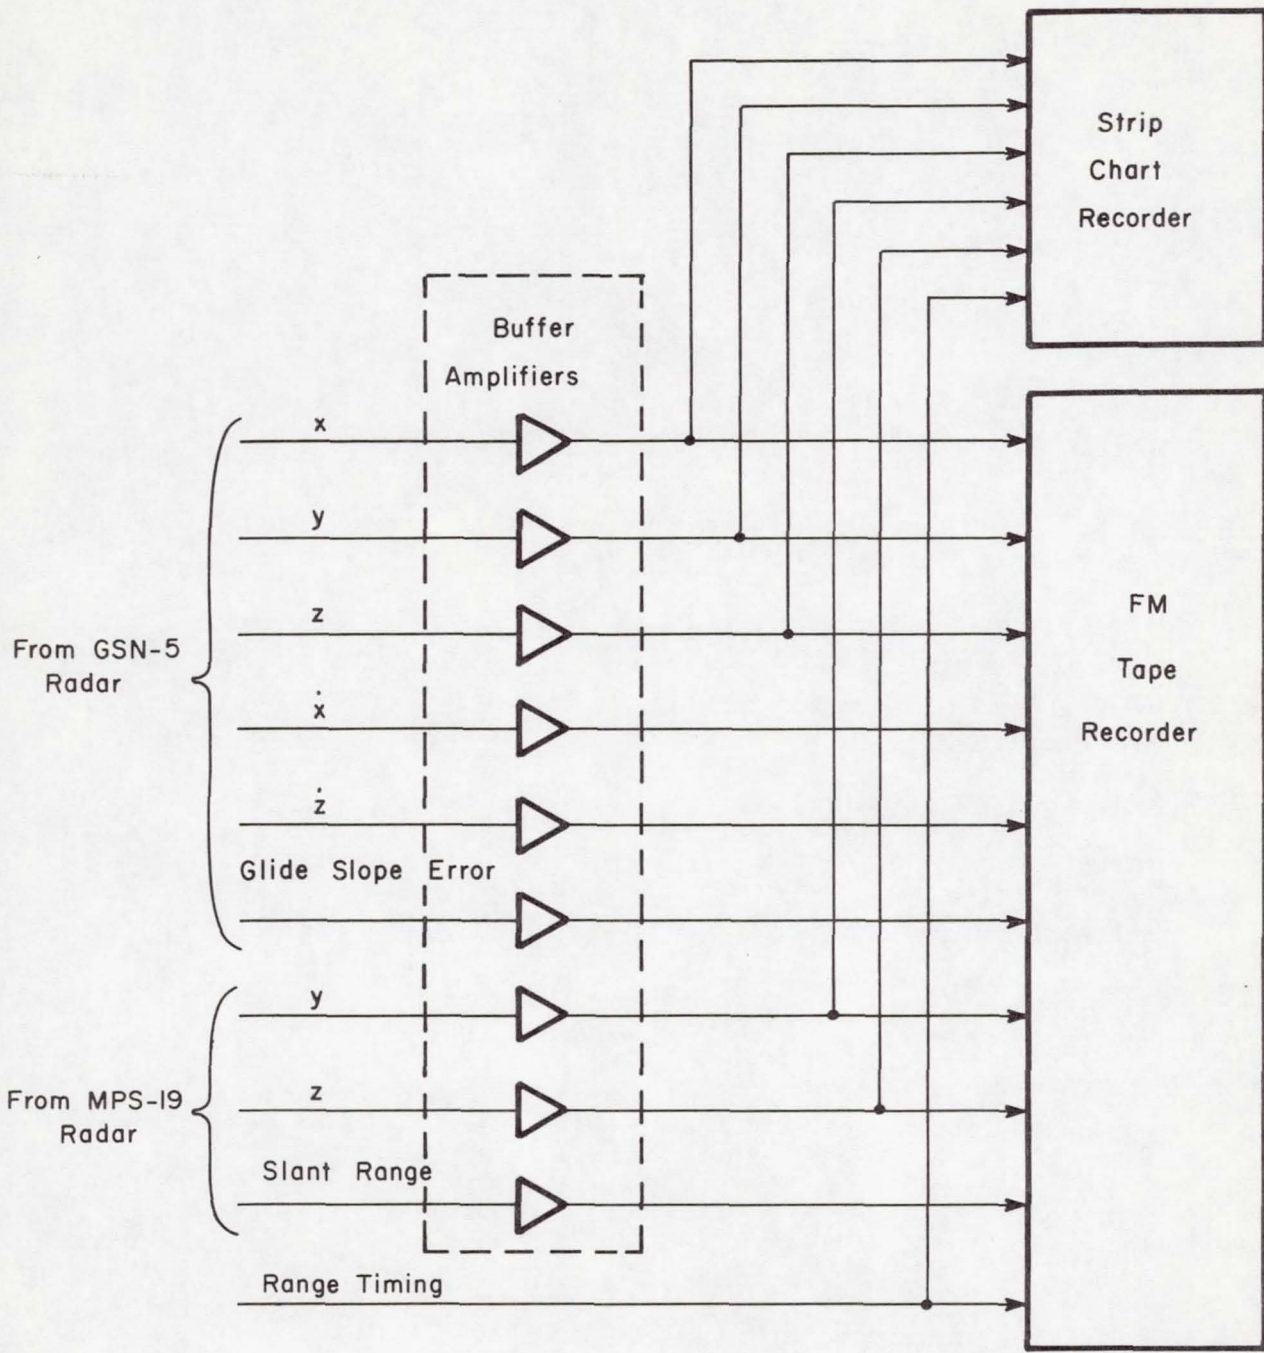 Strip
Chart
Recorder
Buffer
Amplifiers
x
y
z
ẋ
ż
Glide Slope Error
From GSN-5
Radar
y
z
Slant Range
From MPS-19
Radar
Range Timing
FM
Tape
Recorder